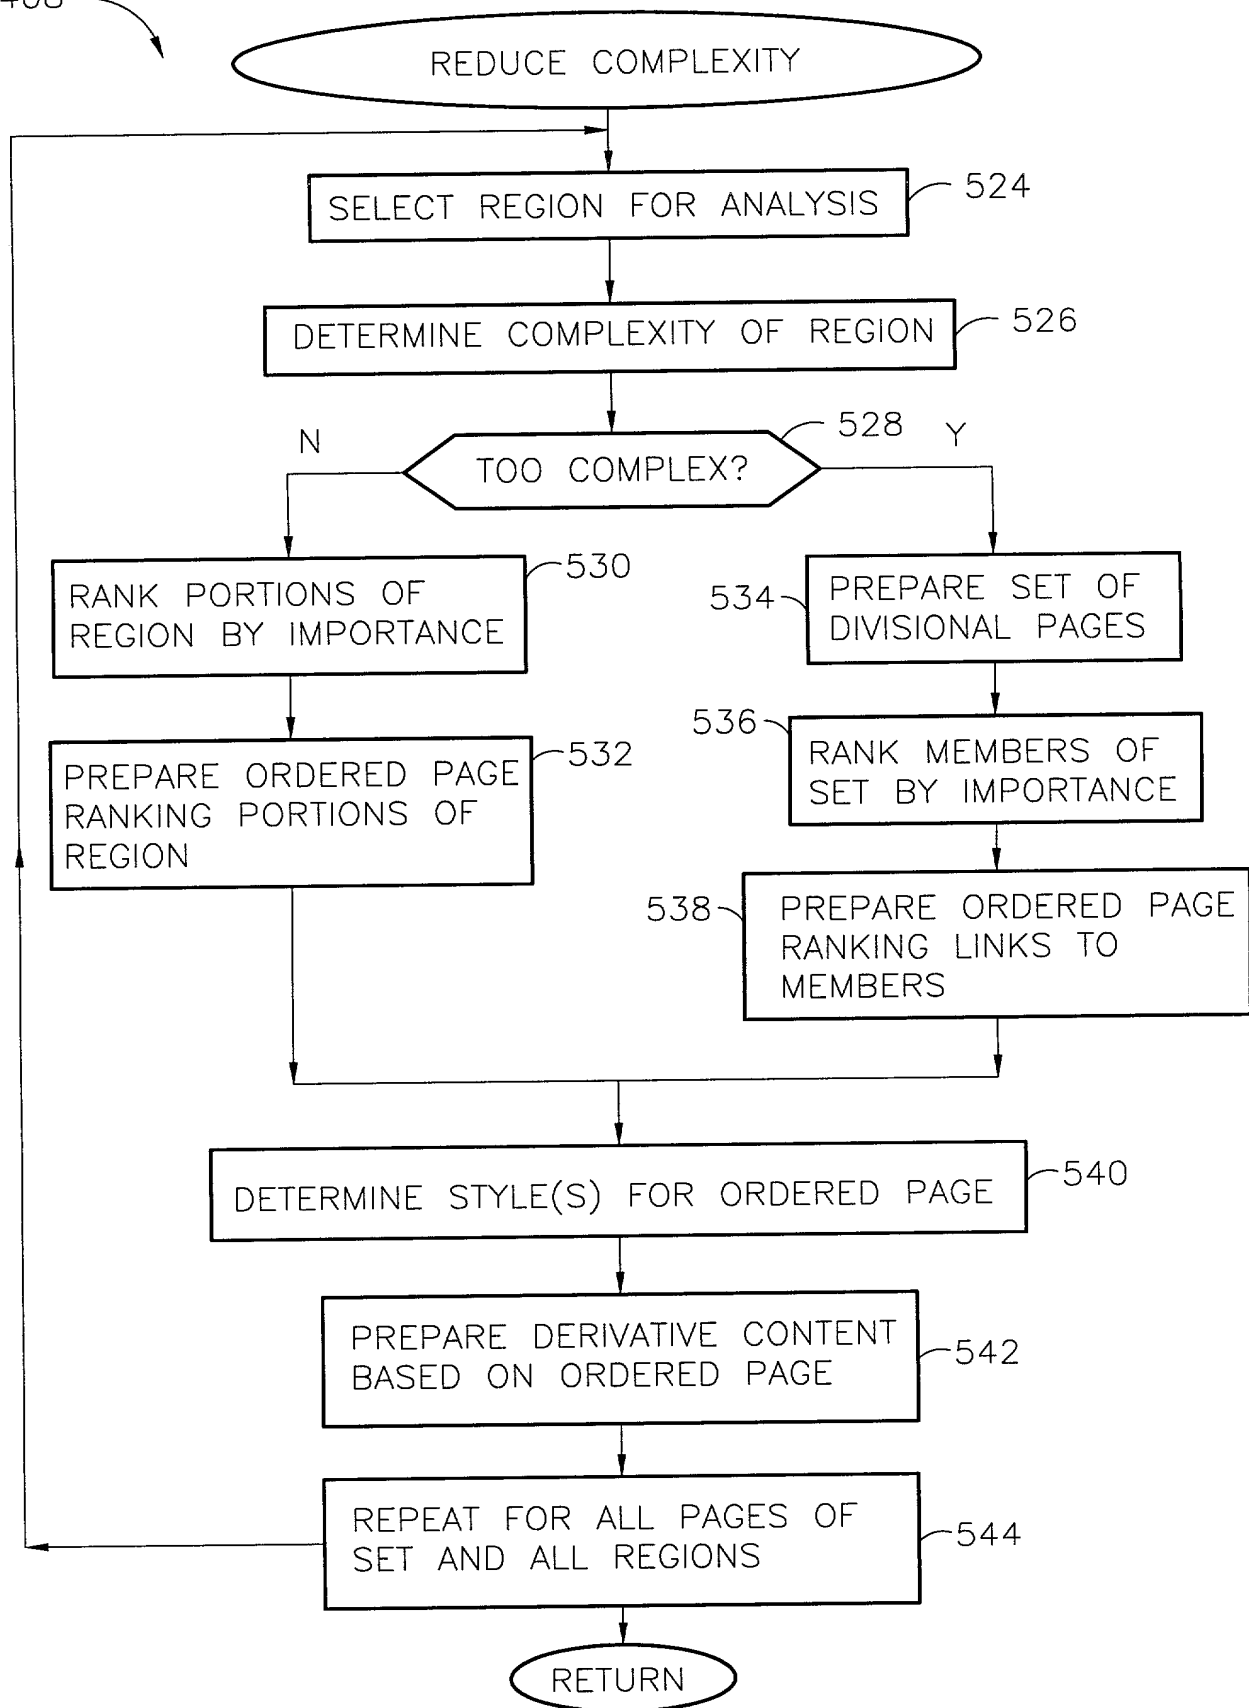 REDUCE COMPLEXITY
SELECT REGION FOR ANALYSIS
524
DETERMINE COMPLEXITY OF REGION
526
N
TOO COMPLEX?
528
Y
RANK PORTIONS OF
REGION BY IMPORTANCE
530
534
PREPARE SET OF
DIVISIONAL PAGES
PREPARE ORDERED PAGE
RANKING PORTIONS OF
REGION
532
536
RANK MEMBERS OF
SET BY IMPORTANCE
538
PREPARE ORDERED PAGE
RANKING LINKS TO
MEMBERS
DETERMINE STYLE(S) FOR ORDERED PAGE
540
PREPARE DERIVATIVE CONTENT
BASED ON ORDERED PAGE
542
REPEAT FOR ALL PAGES OF
SET AND ALL REGIONS
544
RETURN